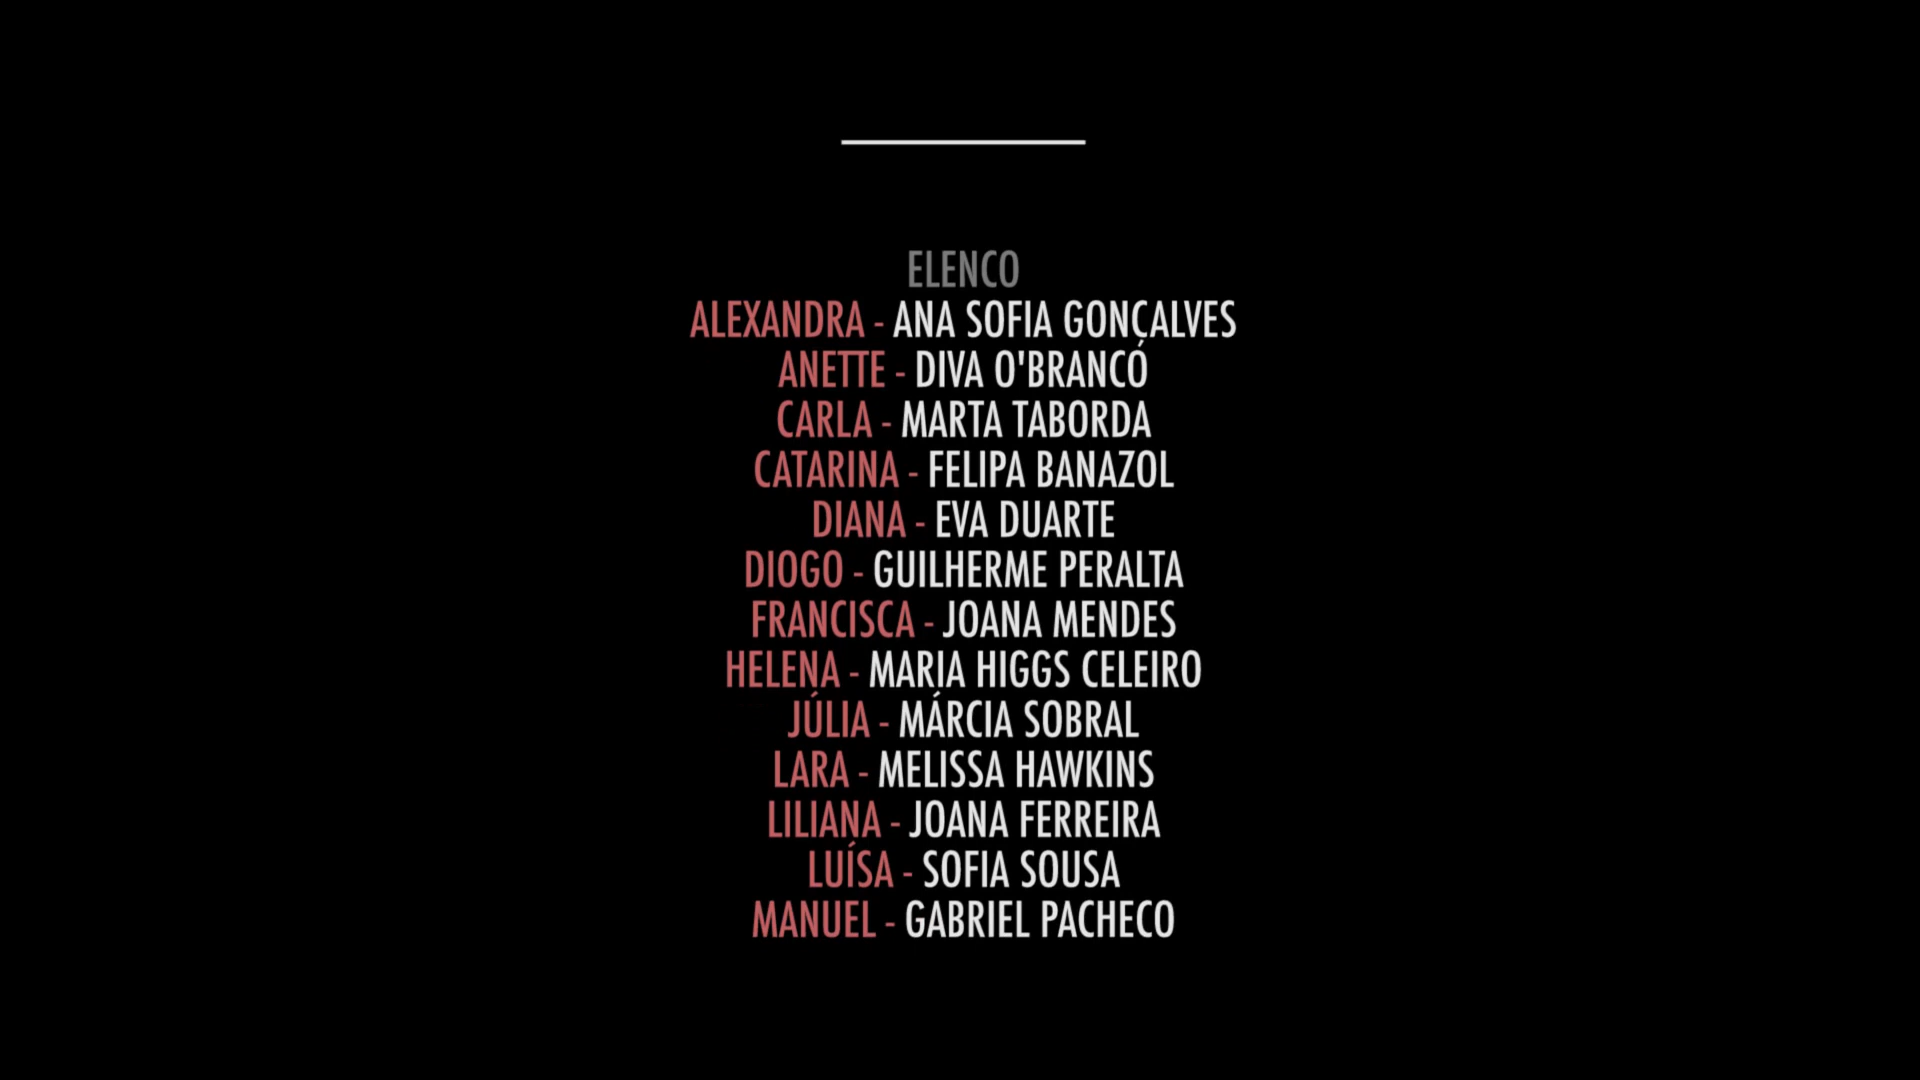 ELENCO
ALEXANDRA - ANA SOFIA GONÇALVES
ANETTE - DIVA O'BRANCÓ
CARLA - MARTA TABORDA
CATARINA - FELIPA BANAZOL
DIANA - EVA DUARTE
DIOGO - GUILHERME PERALTA
FRANCISCA - JOANA MENDES
HELENA - MARIA HIGGS CELEIRO
JÚLIA - MÁRCIA SOBRAL
LARA - MELISSA HAWKINS
LILIANA - JOANA FERREIRA
LUÍSA - SOFIA SOUSA
MANUEL - GABRIEL PACHECO